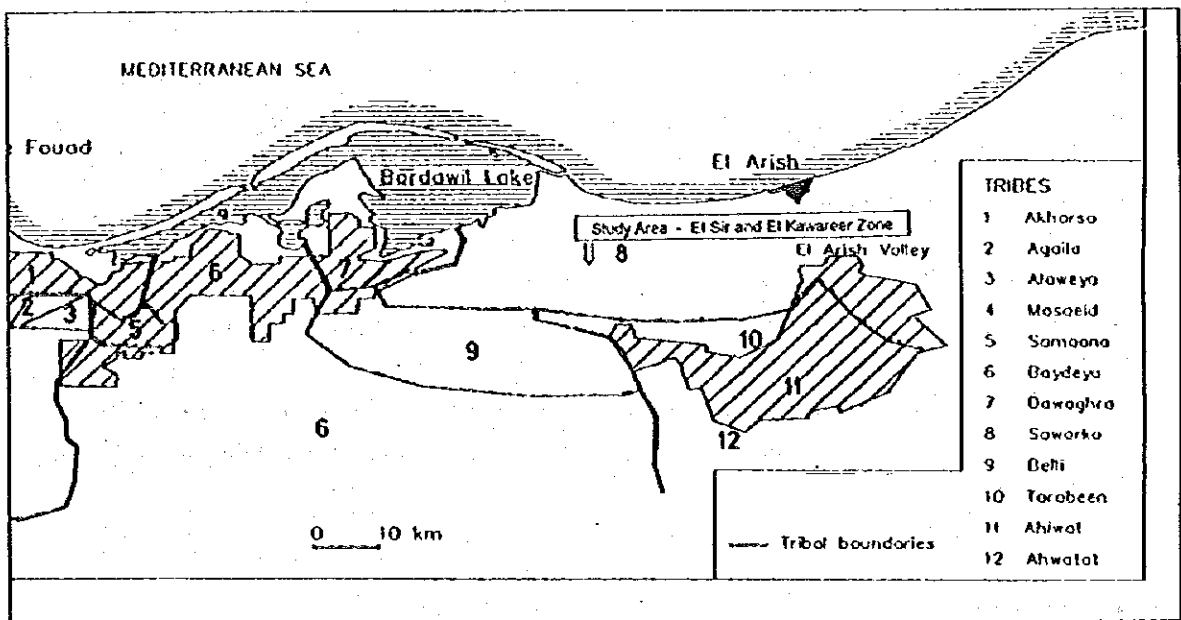 MEDITERRANEAN SEA
Fouad
Bardawil Lake
El Arish
Study Area - El Sir and El Kawareer Zone
8
El Arish Valley
1
2
3
5
6
7
9
10
11
12
6
0 10 km
Tribal boundaries
TRIBES
1 Akharsa
2 Agaila
3 Alaweya
4 Masaeid
5 Samaana
6 Baydeya
7 Dawaghra
8 Sawarka
9 Belli
10 Tarabeen
11 Ahiwat
12 Ahwatat